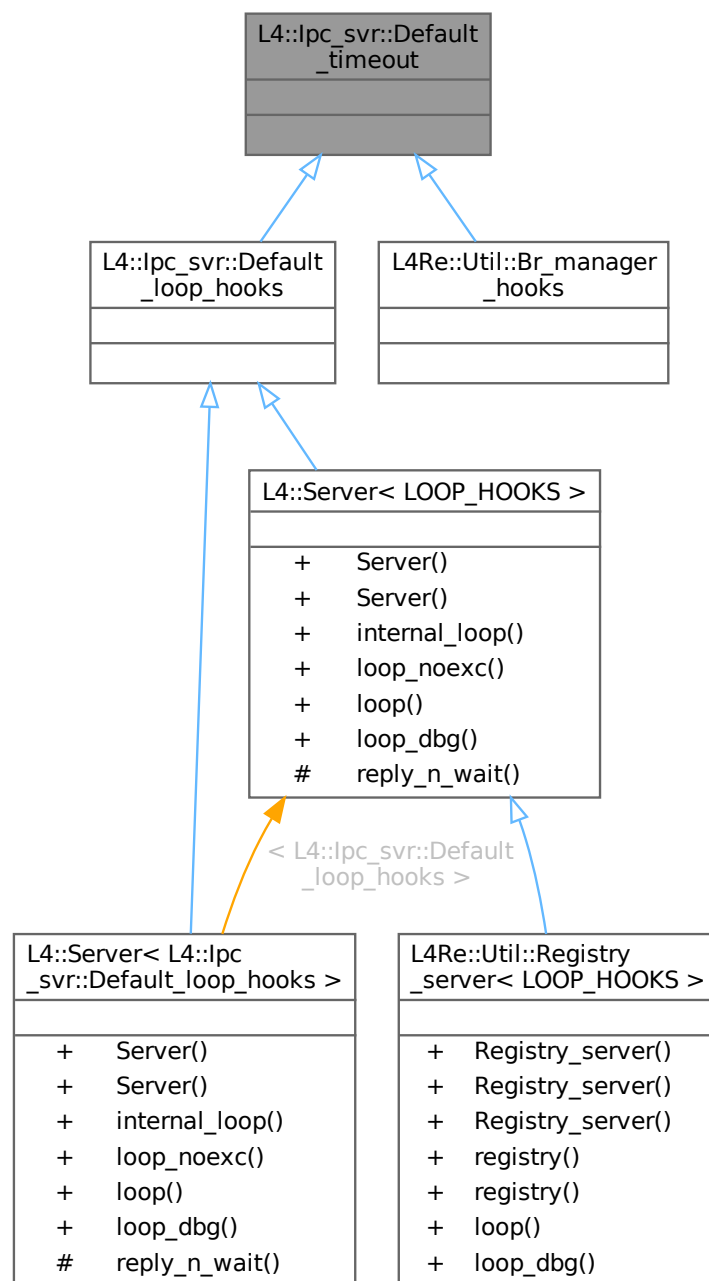 L4::Ipc_svr::Default
_timeout
L4::Ipc_svr::Default
_loop_hooks
L4Re::Util::Br_manager
_hooks
L4::Server< LOOP_HOOKS >
+ Server()
+ Server()
+ internal_loop()
+ loop_noexc()
+ loop()
+ loop_dbg()
# reply_n_wait()
< L4::Ipc_svr::Default
_loop_hooks >
L4::Server< L4::Ipc
_svr::Default_loop_hooks >
+ Server()
+ Server()
+ internal_loop()
+ loop_noexc()
+ loop()
+ loop_dbg()
# reply_n_wait()
L4Re::Util::Registry
_server< LOOP_HOOKS >
+ Registry_server()
+ Registry_server()
+ Registry_server()
+ registry()
+ registry()
+ loop()
+ loop_dbg()